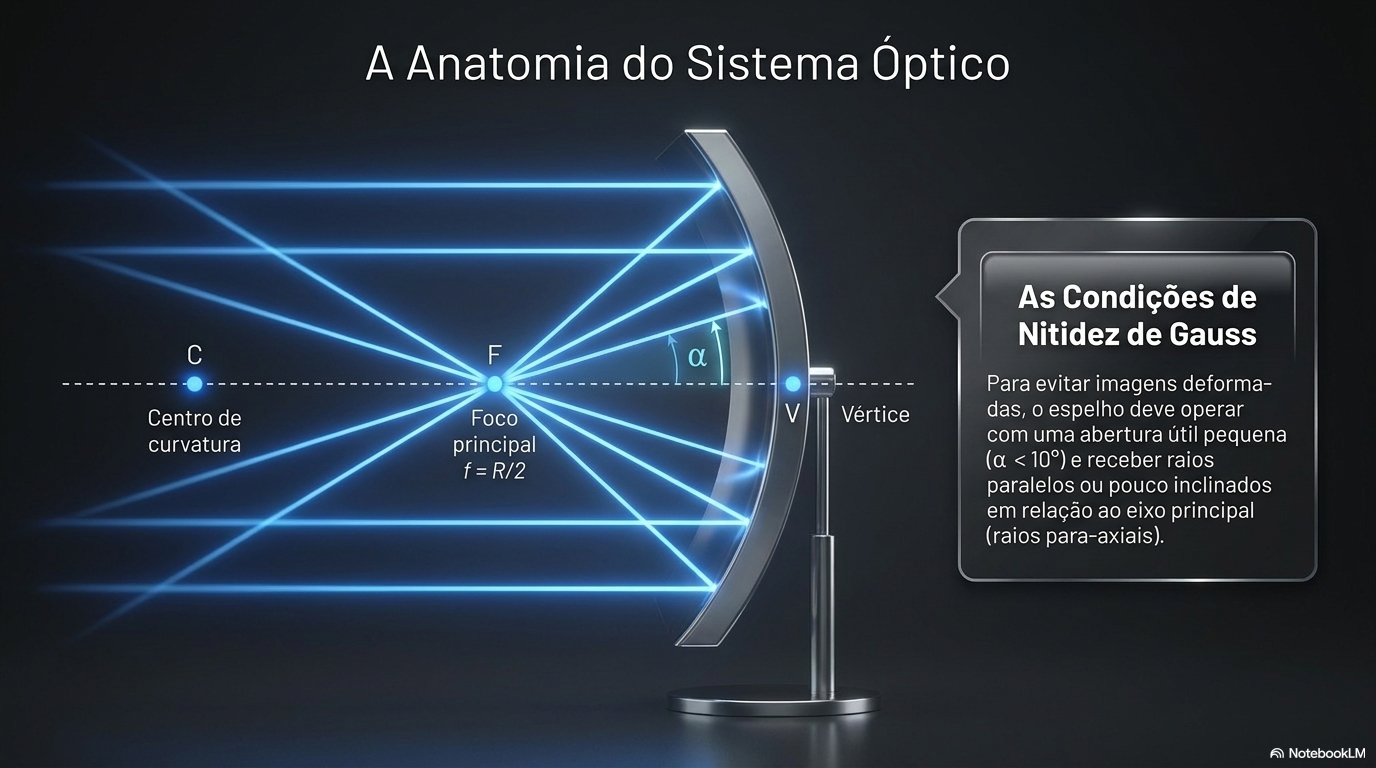 A Anatomia do Sistema Óptico
C
Centro de
curvatura
F
Foco
principal
f = R/2
α
V
Vértice
As Condições de
Nitidez de Gauss
Para evitar imagens deforma-
das, o espelho deve operar
com uma abertura útil pequena
(α < 10°) e receber raios
paralelos ou pouco inclinados
em relação ao eixo principal
(raios para-axiais).
NotebookLM